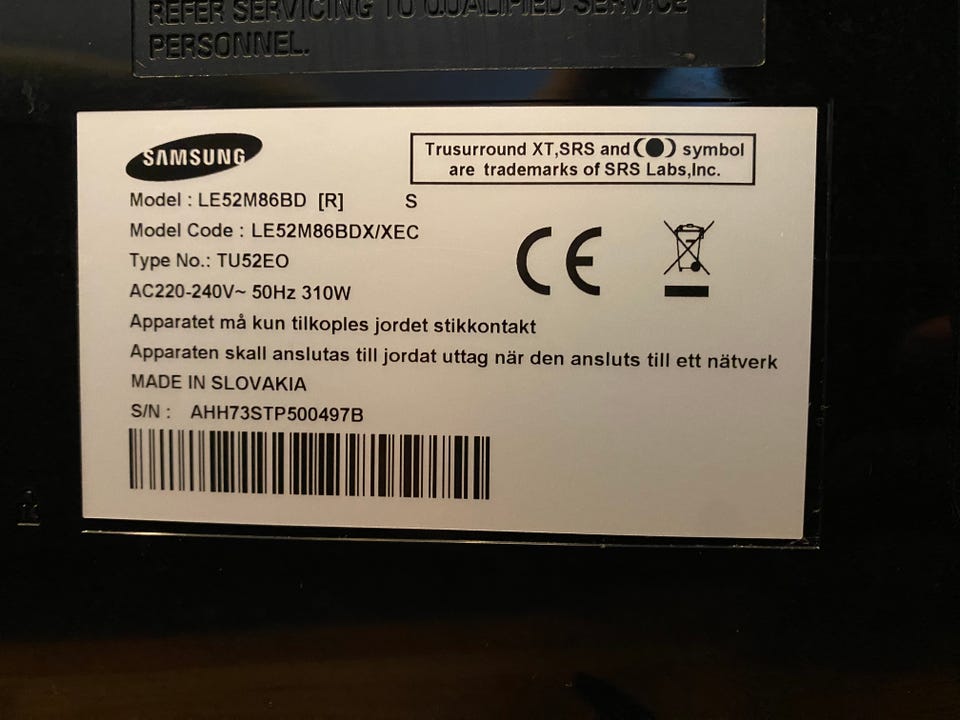 REFER SERVICING TO QUALIFIED SERVICE
PERSONNEL.
SAMSUNG
Trusurround XT,SRS and (●) symbol
are trademarks of SRS Labs,Inc.
Model : LE52M86BD [R] S
Model Code : LE52M86BDX/XEC
Type No.: TU52EO
AC220-240V~ 50Hz 310W
CE
Apparatet må kun tilkoples jordet stikkontakt
Apparaten skall anslutas till jordat uttag när den ansluts till ett nätverk
MADE IN SLOVAKIA
S/N : AHH73STP500497B